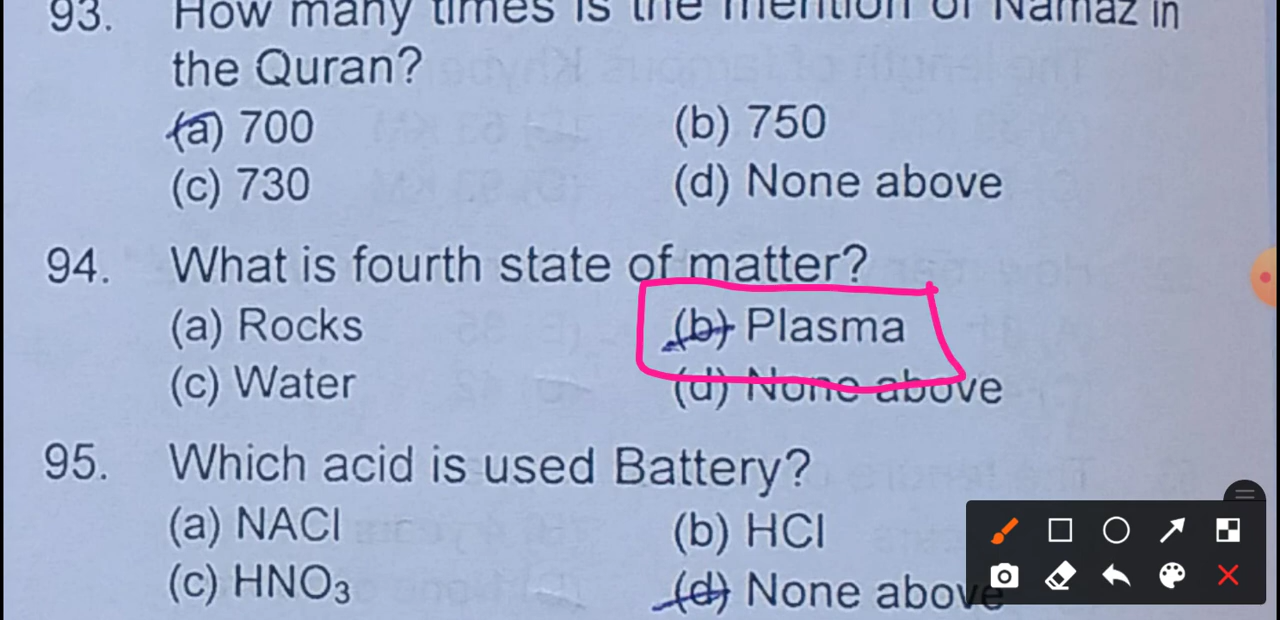 93. How many times is the mention of Namaz in
the Quran?
(a) 700 (b) 750
(c) 730 (d) None above
94. What is fourth state of matter?
(a) Rocks (b) Plasma
(c) Water (d) None above
95. Which acid is used Battery?
(a) NACl (b) HCl
(c) HNO3 (d) None above